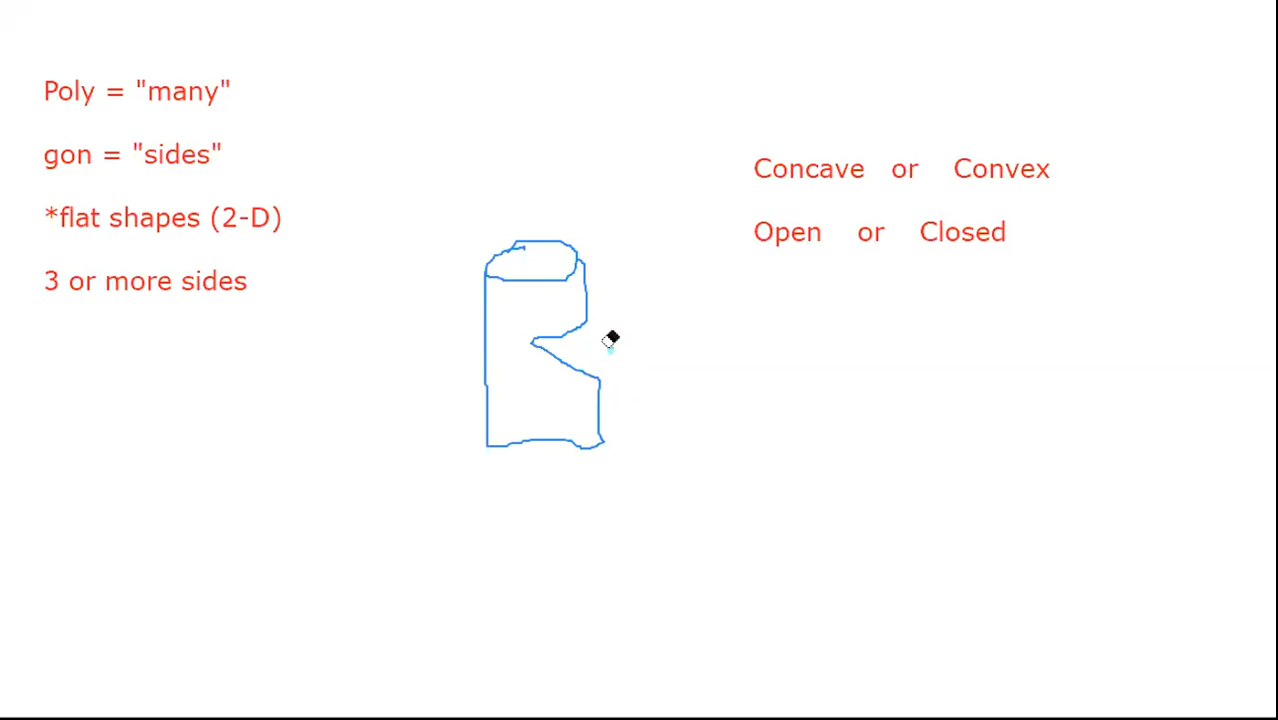 Poly = "many"
gon = "sides"
*flat shapes (2-D)
3 or more sides
Concave or Convex
Open or Closed